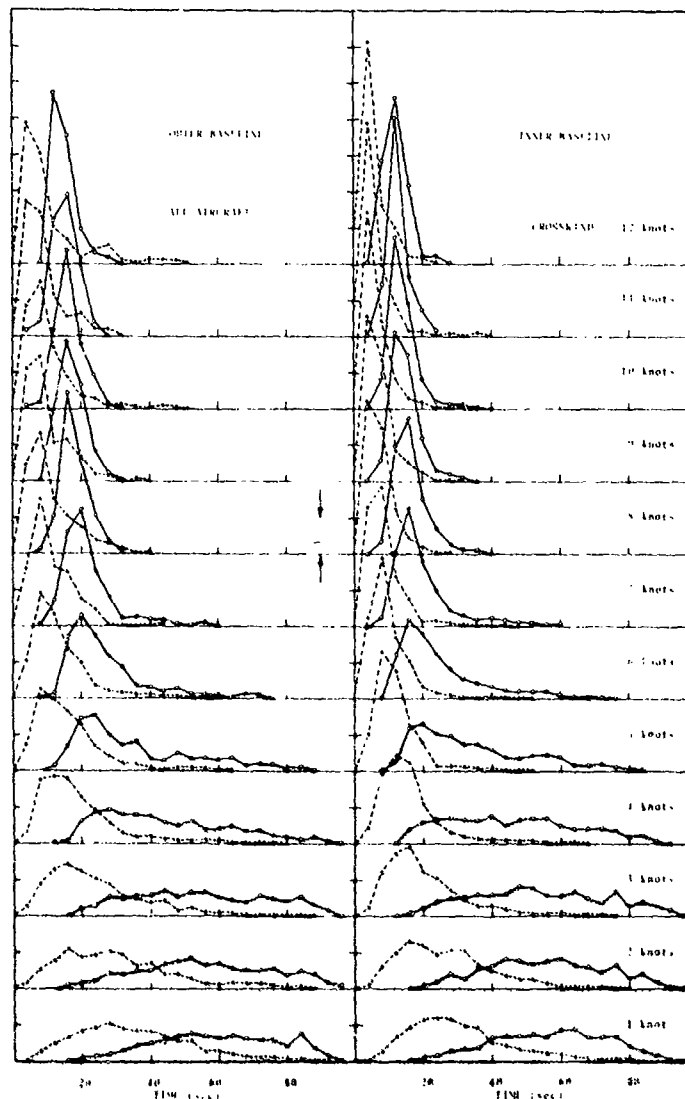 OUTER BASELINE
INNER BASELINE
ALL AIRCRAFT
CROSSWIND 12 knots
11 knots
10 knots
9 knots
8 knots
7 knots
6 knots
5 knots
4 knots
3 knots
2 knots
1 knot
20 40 60 80
20 40 60 80
TIME (sec)
TIME (sec)